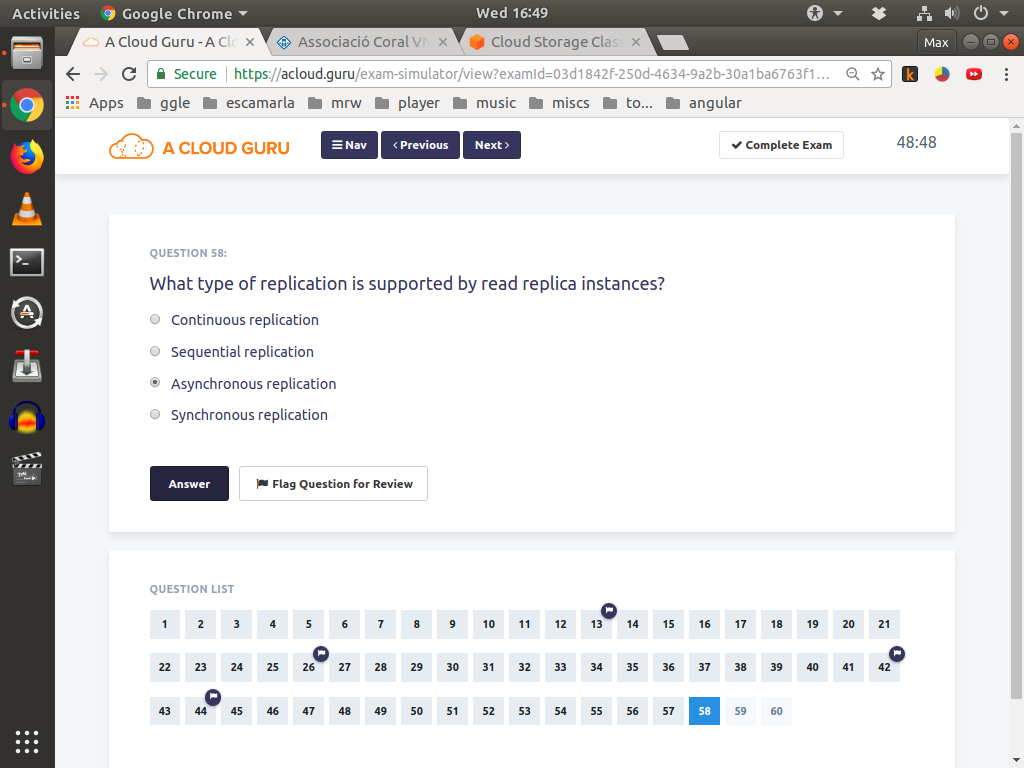 Activities Google Chrome Wed 16:49
A Cloud Guru - A Clo Associació Coral VN Cloud Storage Clas Max
Secure https://acloud.guru/exam-simulator/view?examId=03d1842f-250d-4634-9a2b-30a1ba6763f1...
Apps ggle escamarla mrw player music miscs to... angular
A CLOUD GURU Nav Previous Next Complete Exam 48:48
QUESTION 58:
What type of replication is supported by read replica instances?
Continuous replication
Sequential replication
Asynchronous replication
Synchronous replication
Answer Flag Question for Review
QUESTION LIST
1 2 3 4 5 6 7 8 9 10 11 12 13 14 15 16 17 18 19 20 21
22 23 24 25 26 27 28 29 30 31 32 33 34 35 36 37 38 39 40 41 42
43 44 45 46 47 48 49 50 51 52 53 54 55 56 57 58 59 60